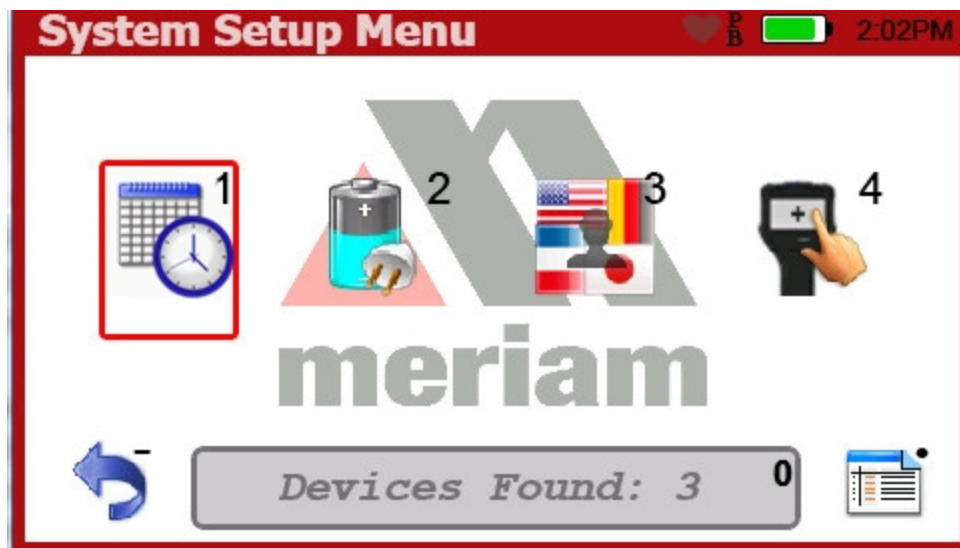 System Setup Menu
P
B
2:02PM
1
2
3
4
meriam
-
Devices Found: 3
0